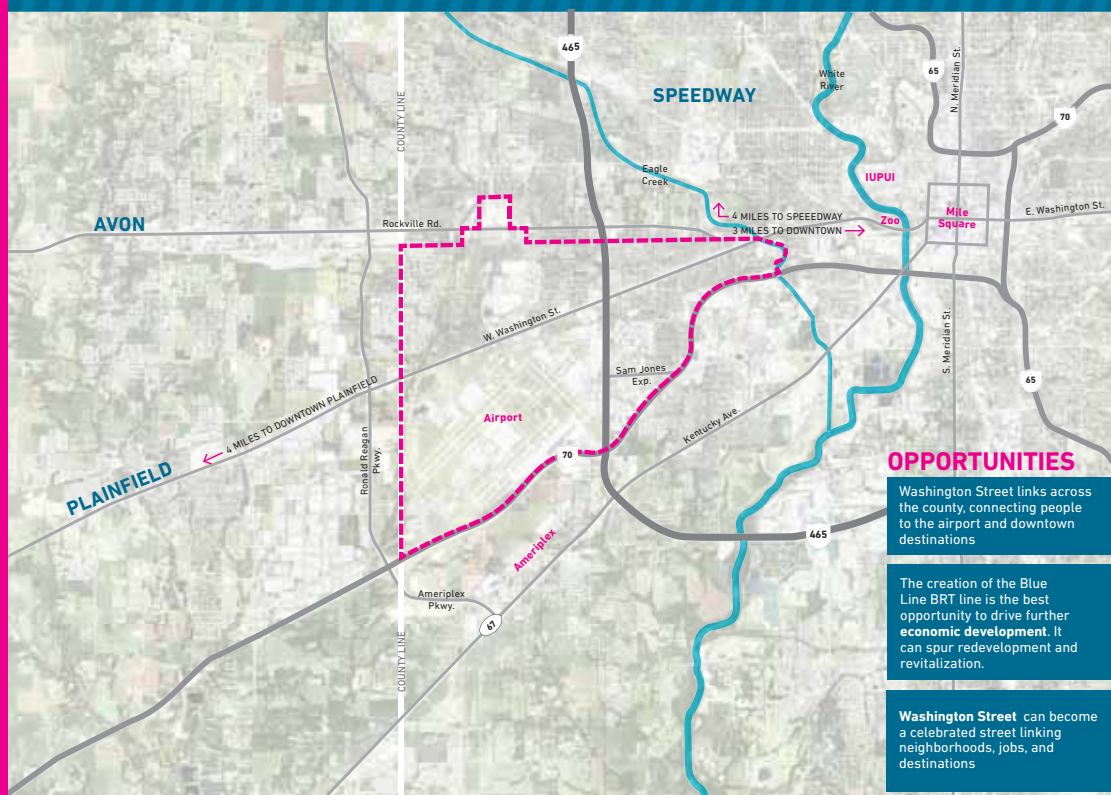 465
65
N. Meridian St.
White
River
SPEEDWAY
70
COUNTY LINE
Eagle
Creek
IUPUI
AVON
Rockville Rd.
4 MILES TO SPEEEDWAY
3 MILES TO DOWNTOWN
Zoo
Mile
Square
E. Washington St.
W. Washington St.
S. Meridian St.
Sam Jones
Exp.
65
4 MILES TO DOWNTOWN PLAINFIELD
Airport
Kentucky Ave.
Ronald Reagan
Pkwy.
70
PLAINFIELD
OPPORTUNITIES
Washington Street links across
the county, connecting people
to the airport and downtown
destinations
465
Ameriplex
The creation of the Blue
Line BRT line is the best
opportunity to drive further
economic development. It
can spur redevelopment and
revitalization.
Ameriplex
Pkwy.
67
COUNTY LINE
Washington Street can become
a celebrated street linking
neighborhoods, jobs, and
destinations